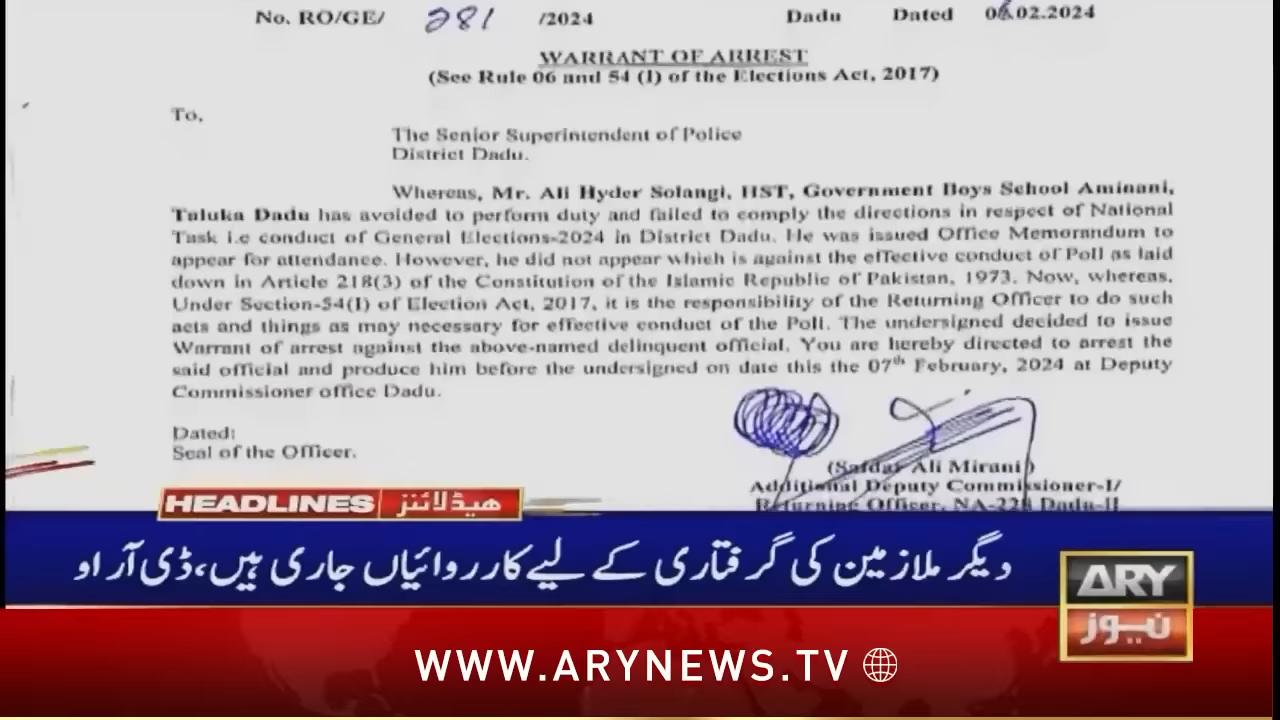 No. RO/GE/ 281 /2024 Dadu Dated 06.02.2024
WARRANT OF ARREST
(See Rule 06 and 54 (I) of the Elections Act, 2017)
To,
The Senior Superintendent of Police
District Dadu.
Whereas, Mr. Ali Hyder Solangi, HST, Government Boys School Aminani,
Taluka Dadu has avoided to perform duty and failed to comply the directions in respect of National
Task i.e conduct of General Elections-2024 in District Dadu. He was issued Office Memorandum to
appear for attendance. However, he did not appear which is against the effective conduct of Poll as laid
down in Article 218(3) of the Constitution of the Islamic Republic of Pakistan, 1973. Now, whereas,
Under Section-54(I) of Election Act, 2017, it is the responsibility of the Returning Officer to do such
acts and things as may necessary for effective conduct of the Poll. The undersigned decided to issue
Warrant of arrest against the above-named delinquent official. You are hereby directed to arrest the
said official and produce him before the undersigned on date this the 07th February, 2024 at Deputy
Commissioner office Dadu.
Dated:
Seal of the Officer.
(Safdar Ali Mirani)
Additional Deputy Commissioner-I/
Returning Officer, NA-228 Dadu-II
HEADLINES ہیڈلائنز
دیگر ملازمین کی گرفتاری کے لیے کارروائیاں جاری ہیں، ڈی آر او
ARY
نیوز
WWW.ARYNEWS.TV